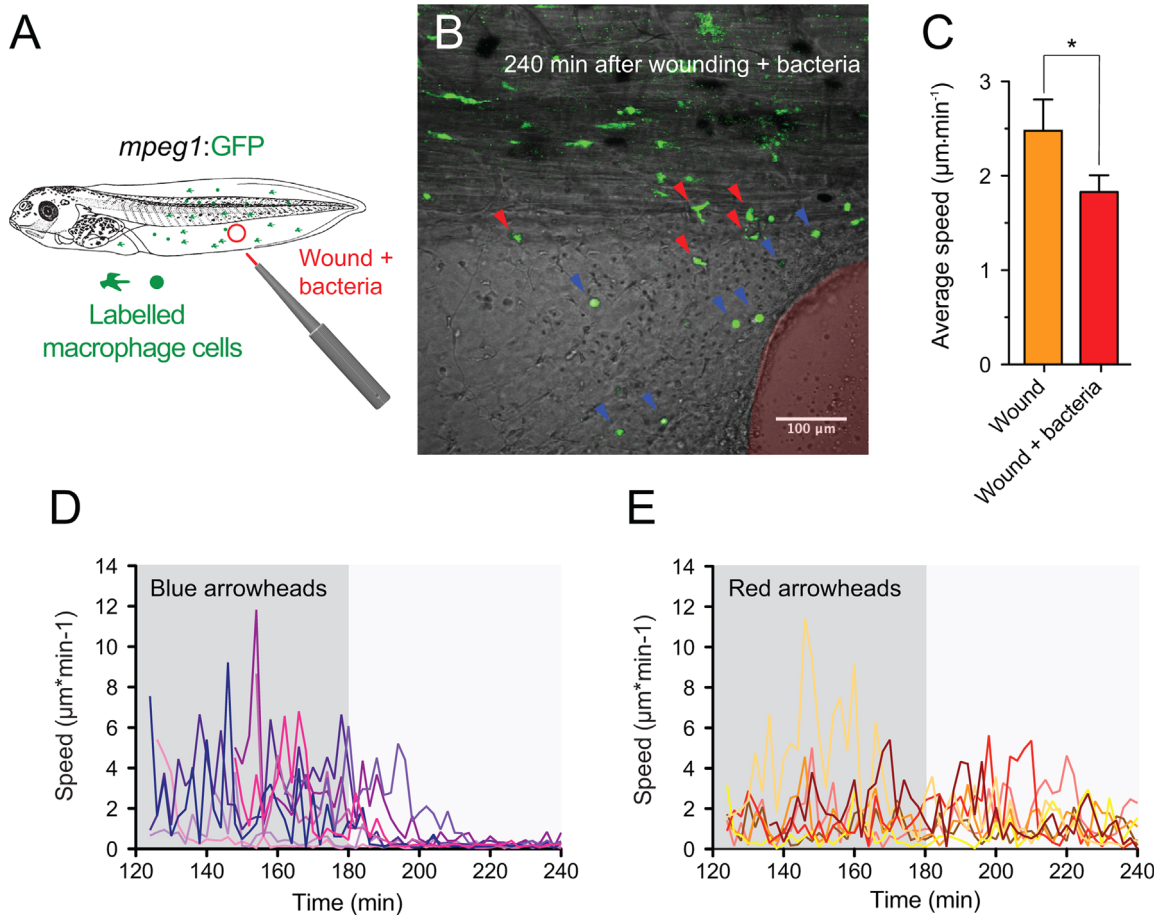 A
mpeg1:GFP
Wound +
bacteria
Labelled
macrophage cells
B
240 min after wounding + bacteria
100 µm
C
*
Average speed (µm.min-1)
3
2
1
0
Wound
Wound + bacteria
D
Blue arrowheads
Speed (µm*min-1)
14
12
10
8
6
4
2
0
120 140 160 180 200 220 240
Time (min)
E
Red arrowheads
Speed (µm*min-1)
14
12
10
8
6
4
2
0
120 140 160 180 200 220 240
Time (min)